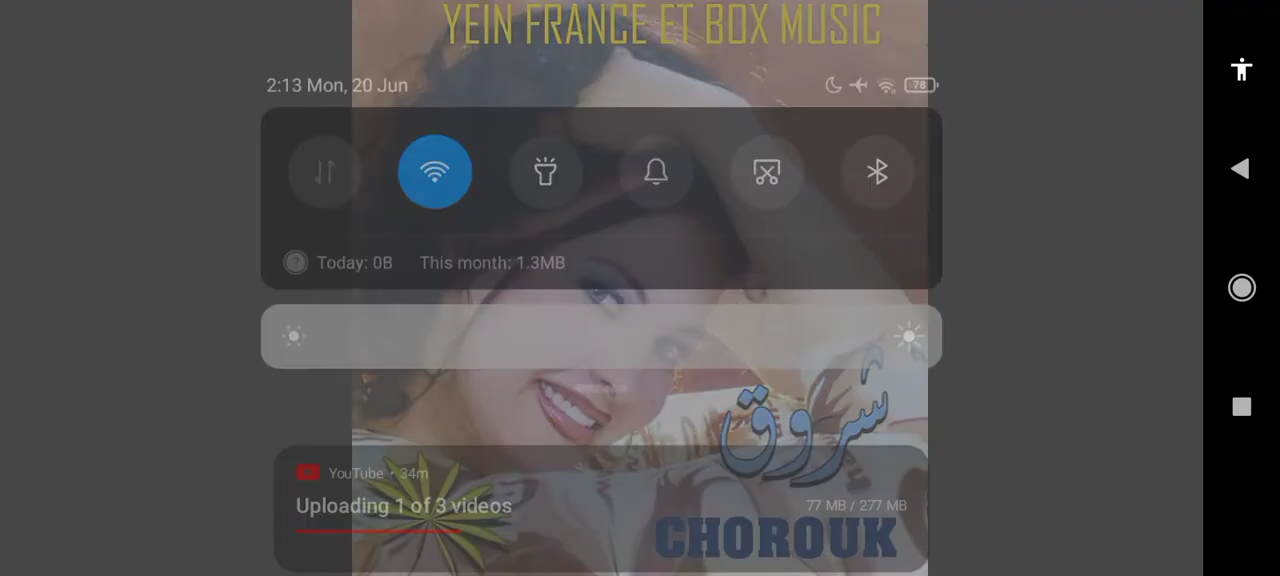 YEIN FRANCE ET BOX MUSIC
2:13 Mon, 20 Jun
78
Today: 0B This month: 1.3MB
شروق
YouTube • 34m
Uploading 1 of 3 videos
77 MB / 277 MB
CHOROUK